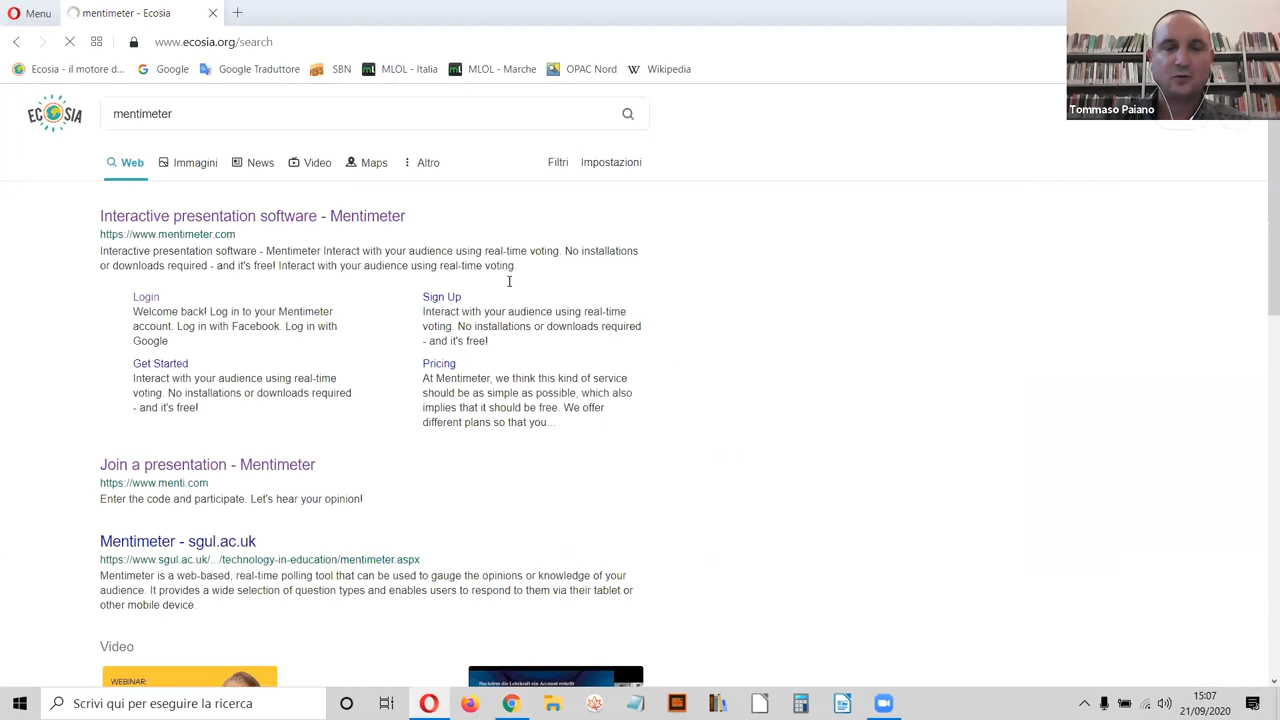 Menu
mentimeter - Ecosia
www.ecosia.org/search
Ecosia - il motore d...
Google
Google Traduttore
SBN
MLOL - Italia
MLOL - Marche
OPAC Nord
Wikipedia
Tommaso Paiano
ECOSIA
mentimeter
Web
Immagini
News
Video
Maps
Altro
Filtri
Impostazioni
Interactive presentation software - Mentimeter
https://www.mentimeter.com
Interactive presentation software - Mentimeter Interact with your audience using real-time voting. No installations
or downloads required - and it's free! Interact with your audience using real-time voting.
Login
Welcome back! Log in to your Mentimeter
account. Log in with Facebook. Log in with
Google
Sign Up
Interact with your audience using real-time
voting. No installations or downloads required
- and it's free!
Get Started
Interact with your audience using real-time
voting. No installations or downloads required
- and it's free!
Pricing
At Mentimeter, we think this kind of service
should be as simple as possible, which also
implies that it should be free. We offer
different plans so that you...
Join a presentation - Mentimeter
https://www.menti.com
Enter the code and participate. Let's hear your opinion!
Mentimeter - sgul.ac.uk
https://www.sgul.ac.uk/.../technology-in-education/mentimeter.aspx
Mentimeter is a web-based, real-time polling tool that can be used to gauge the opinions or knowledge of your
audience. It provides a wide selection of question types and enables users to respond to them via their tablet or
other mobile device.
Video
WEBINAR:
Scrivi qui per eseguire la ricerca
15:07
21/09/2020